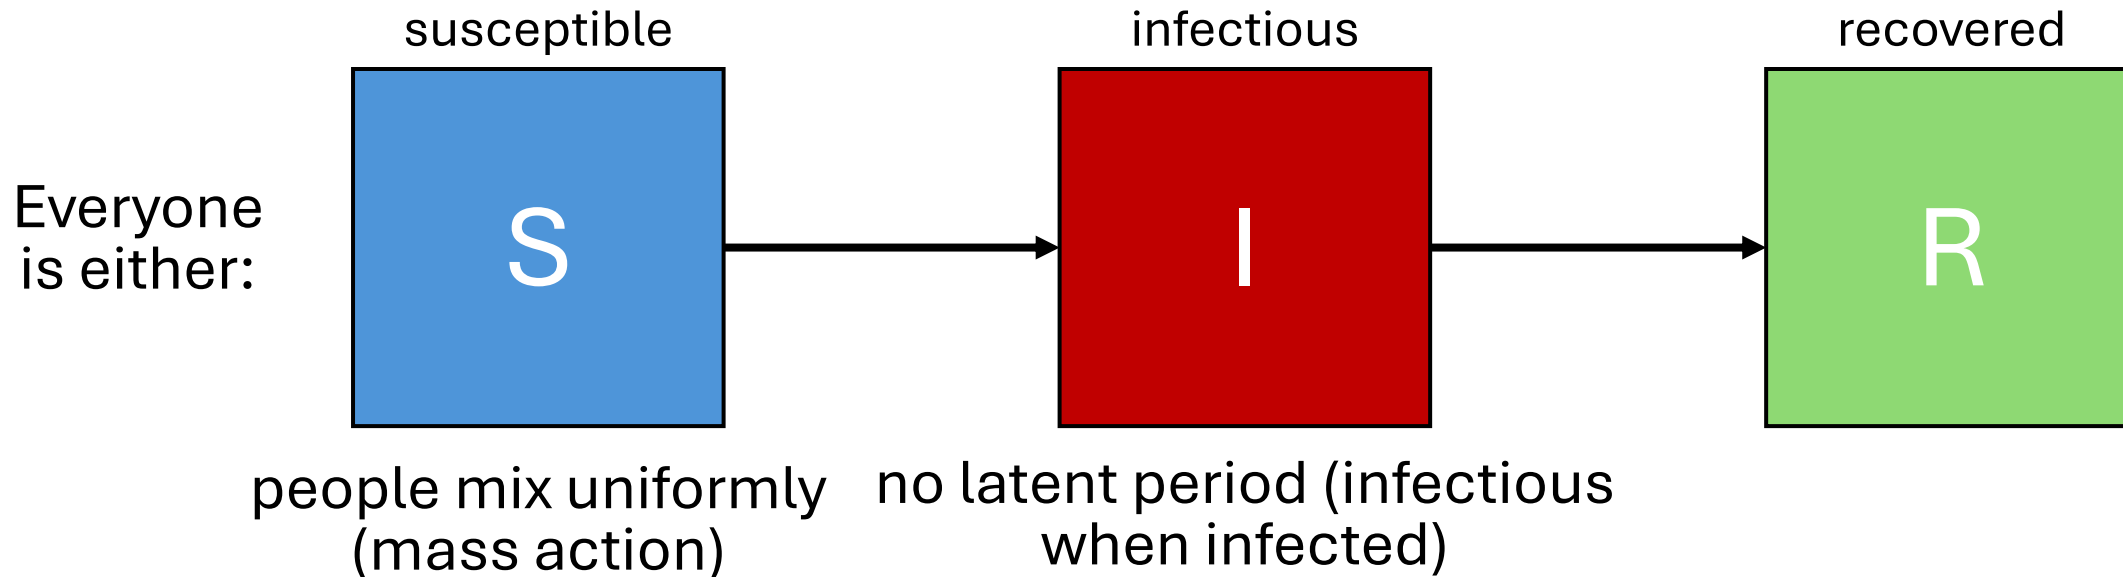 susceptible
infectious
recovered
Everyone
is either:
S
I
R
people mix uniformly
(mass action)
no latent period (infectious
when infected)